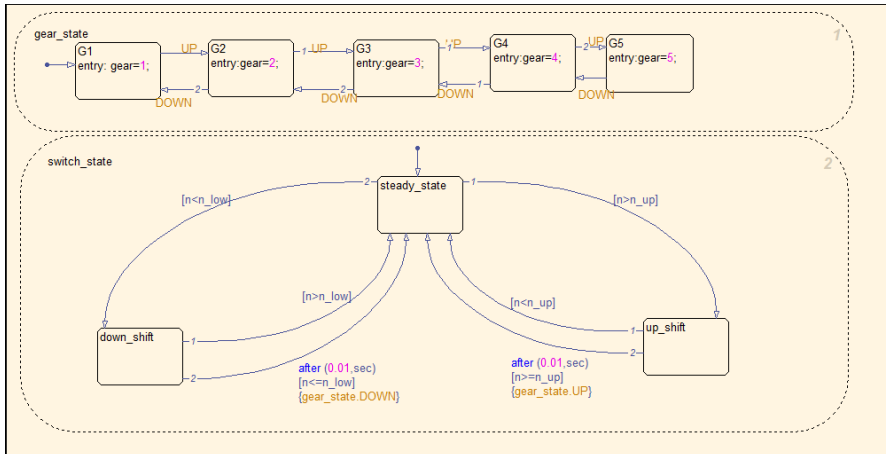 gear_state
1
G1
entry: gear=1;
UP
DOWN
2
G2
entry:gear=2;
1
UP
DOWN
2
G3
entry:gear=3;
1
'P
DOWN
1
G4
entry:gear=4;
2
UP
DOWN
G5
entry:gear=5;
switch_state
2
steady_state
2
1
[n<n_low]
[n>n_up]
[n>n_low]
[n<n_up]
down_shift
1
2
up_shift
1
2
after (0.01,sec)
[n<=n_low]
{gear_state.DOWN}
after (0.01,sec)
[n>=n_up]
{gear_state.UP}